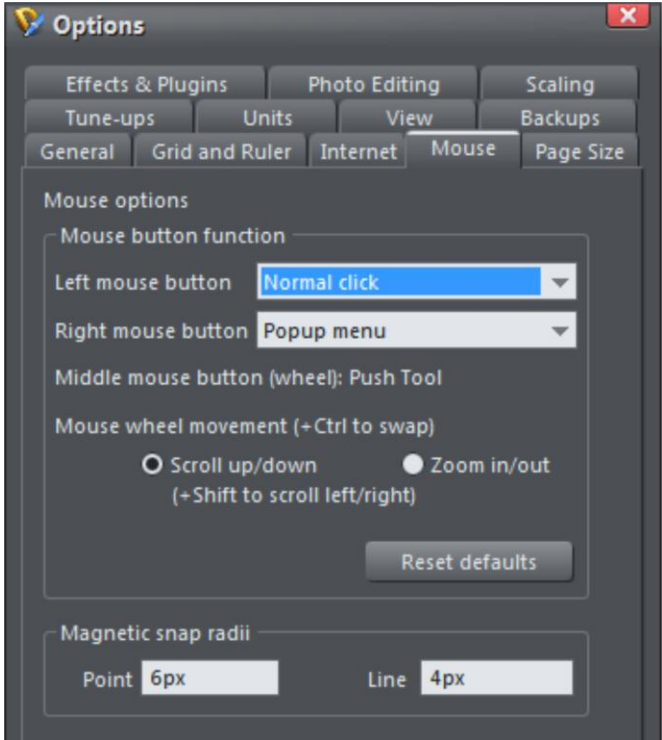 Options
Effects & Plugins Photo Editing Scaling
Tune-ups Units View Backups
General Grid and Ruler Internet Mouse Page Size
Mouse options
Mouse button function
Left mouse button Normal click
Right mouse button Popup menu
Middle mouse button (wheel): Push Tool
Mouse wheel movement (+Ctrl to swap)
Scroll up/down Zoom in/out
(+Shift to scroll left/right)
Reset defaults
Magnetic snap radii
Point 6px Line 4px